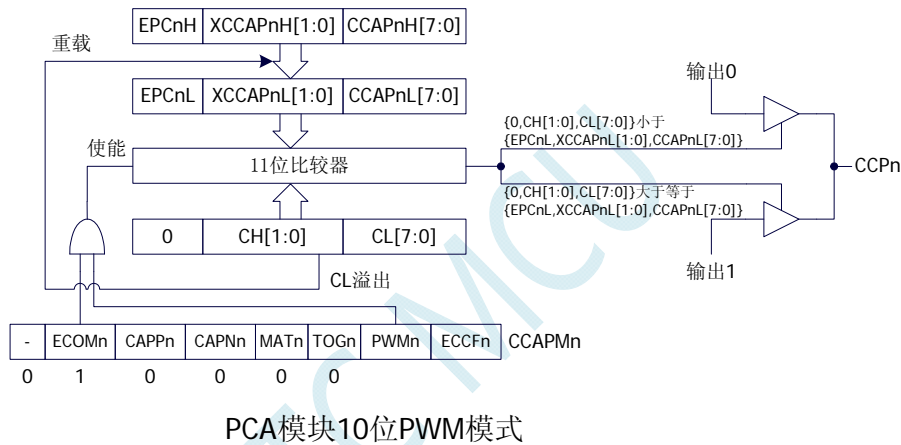 EPCnH XCCAPnH[1:0] CCAPnH[7:0]
重载
EPCnL XCCAPnL[1:0] CCAPnL[7:0]
输出0
{0,CH[1:0],CL[7:0]}小于
{EPCnL,XCCAPnL[1:0],CCAPnL[7:0]}
使能
11位比较器
CCPn
{0,CH[1:0],CL[7:0]}大于等于
{EPCnL,XCCAPnL[1:0],CCAPnL[7:0]}
0 CH[1:0] CL[7:0]
输出1
CL溢出
- ECOMn CAPPn CAPNn MATn TOGn PWMn ECCFn CCAPMn
0 1 0 0 0 0
PCA模块10位PWM模式
TC MCU